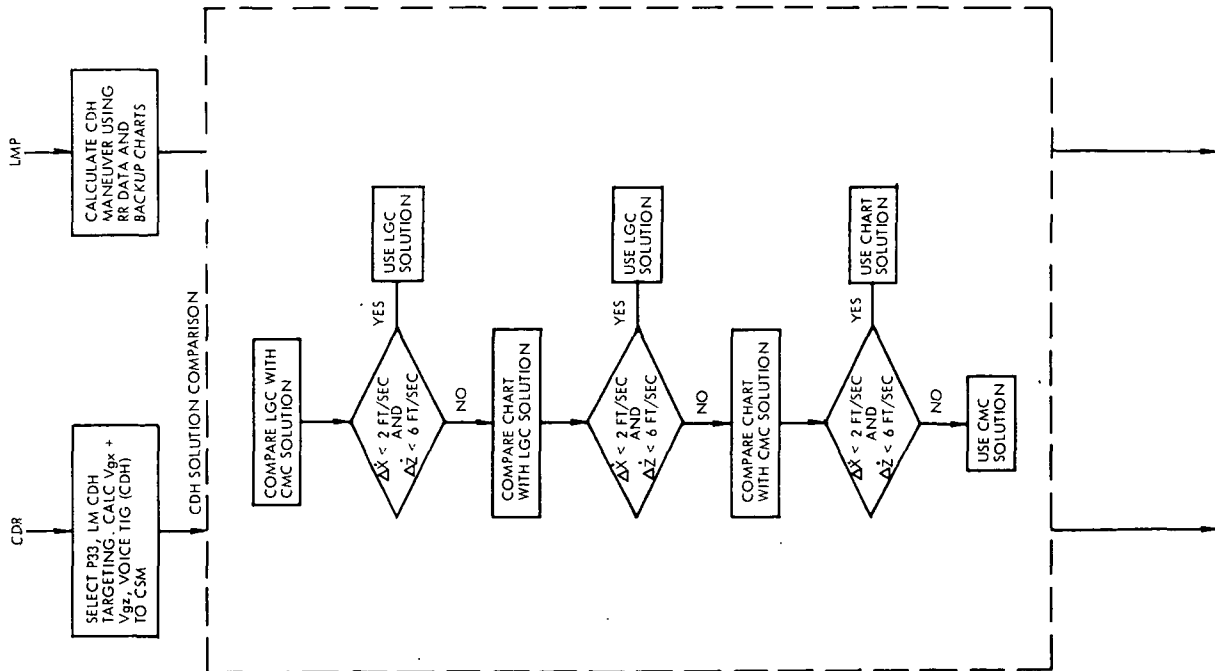 CDR
SELECT P33, LM CDH
TARGETING. CALC Vgx +
Vgz, VOICE TIG (CDH)
TO CSM
LMP
CALCULATE CDH
MANEUVER USING
RR DATA AND
BACKUP CHARTS
CDH SOLUTION COMPARISON
COMPARE LGC WITH
CMC SOLUTION
ΔẊ < 2 FT/SEC
AND
ΔŻ < 6 FT/SEC
YES
USE LGC
SOLUTION
NO
COMPARE CHART
WITH LGC SOLUTION
ΔẊ < 2 FT/SEC
AND
ΔŻ < 6 FT/SEC
YES
USE LGC
SOLUTION
NO
COMPARE CHART
WITH CMC SOLUTION
ΔẊ < 2 FT/SEC
AND
ΔŻ < 6 FT/SEC
YES
USE CHART
SOLUTION
NO
USE CMC
SOLUTION